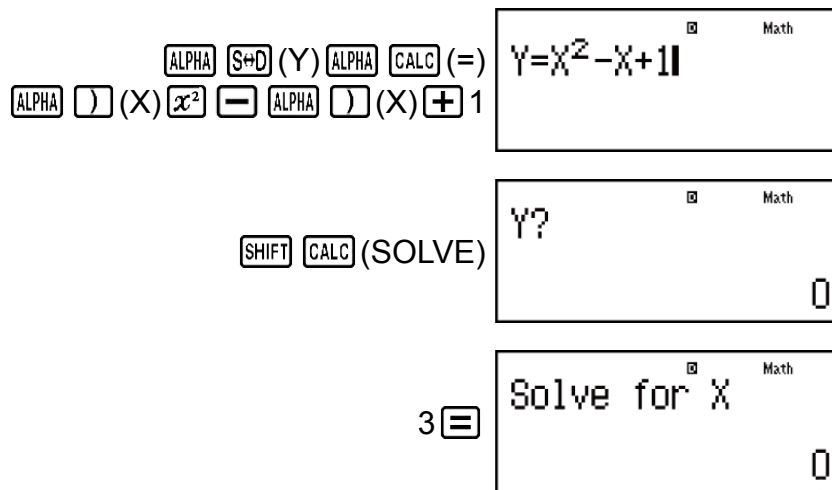 ALPHA S⇔D (Y) ALPHA CALC (=)
ALPHA ) (X) x² − ALPHA ) (X) + 1
D Math
Y=X²−X+1
SHIFT CALC (SOLVE)
D Math
Y?
0
3 =
D Math
Solve for X
0